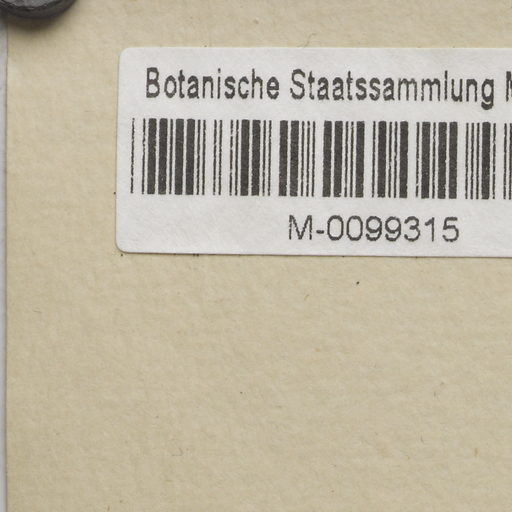 Botanische Staatssammlung
M-0099315